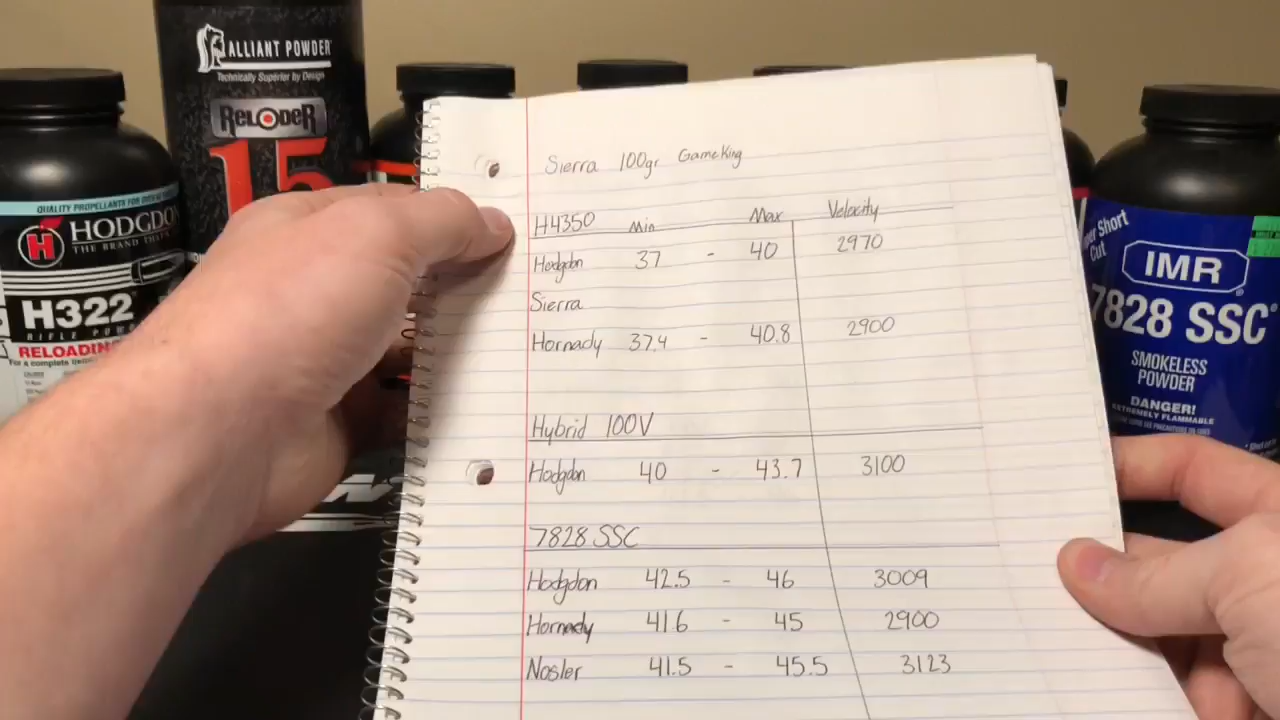 ALLIANT POWDER
Technically Superior by Design
RELODER
15
QUALITY PROPELLANTS FOR
HODGDON
THE BRAND
H322
RIFLE
RELOADING
Sierra 100gr GameKing
H4350 Min Max Velocity
Hodgdon 37 - 40 2970
Sierra
Hornady 37.4 - 40.8 2900
Hybrid 100V
Hodgdon 40 - 43.7 3100
7828 SSC
Hodgdon 42.5 - 46 3009
Hornady 41.6 - 45 2900
Nosler 41.5 - 45.5 3123
Short
Cut
IMR
7828 SSC
SMOKELESS
POWDER
DANGER!
EXTREMELY FLAMMABLE